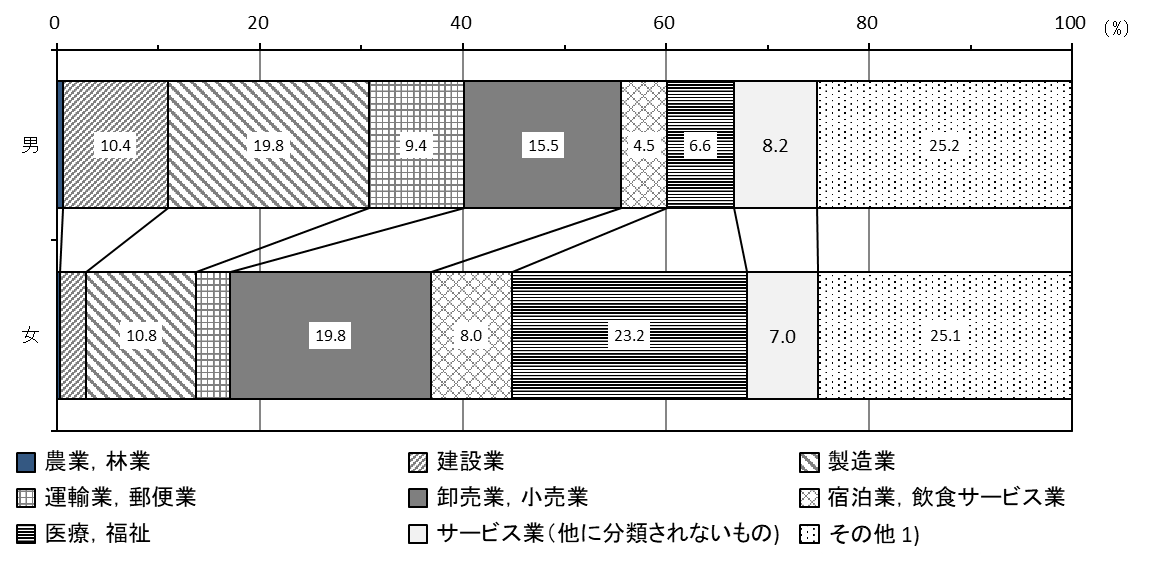 0 20 40 60 80 100 (%)
男 10.4 19.8 9.4 15.5 4.5 6.6 8.2 25.2
女 10.8 19.8 8.0 23.2 7.0 25.1
農業，林業 建設業 製造業
運輸業，郵便業 卸売業，小売業 宿泊業，飲食サービス業
医療，福祉 サービス業（他に分類されないもの) その他 1)